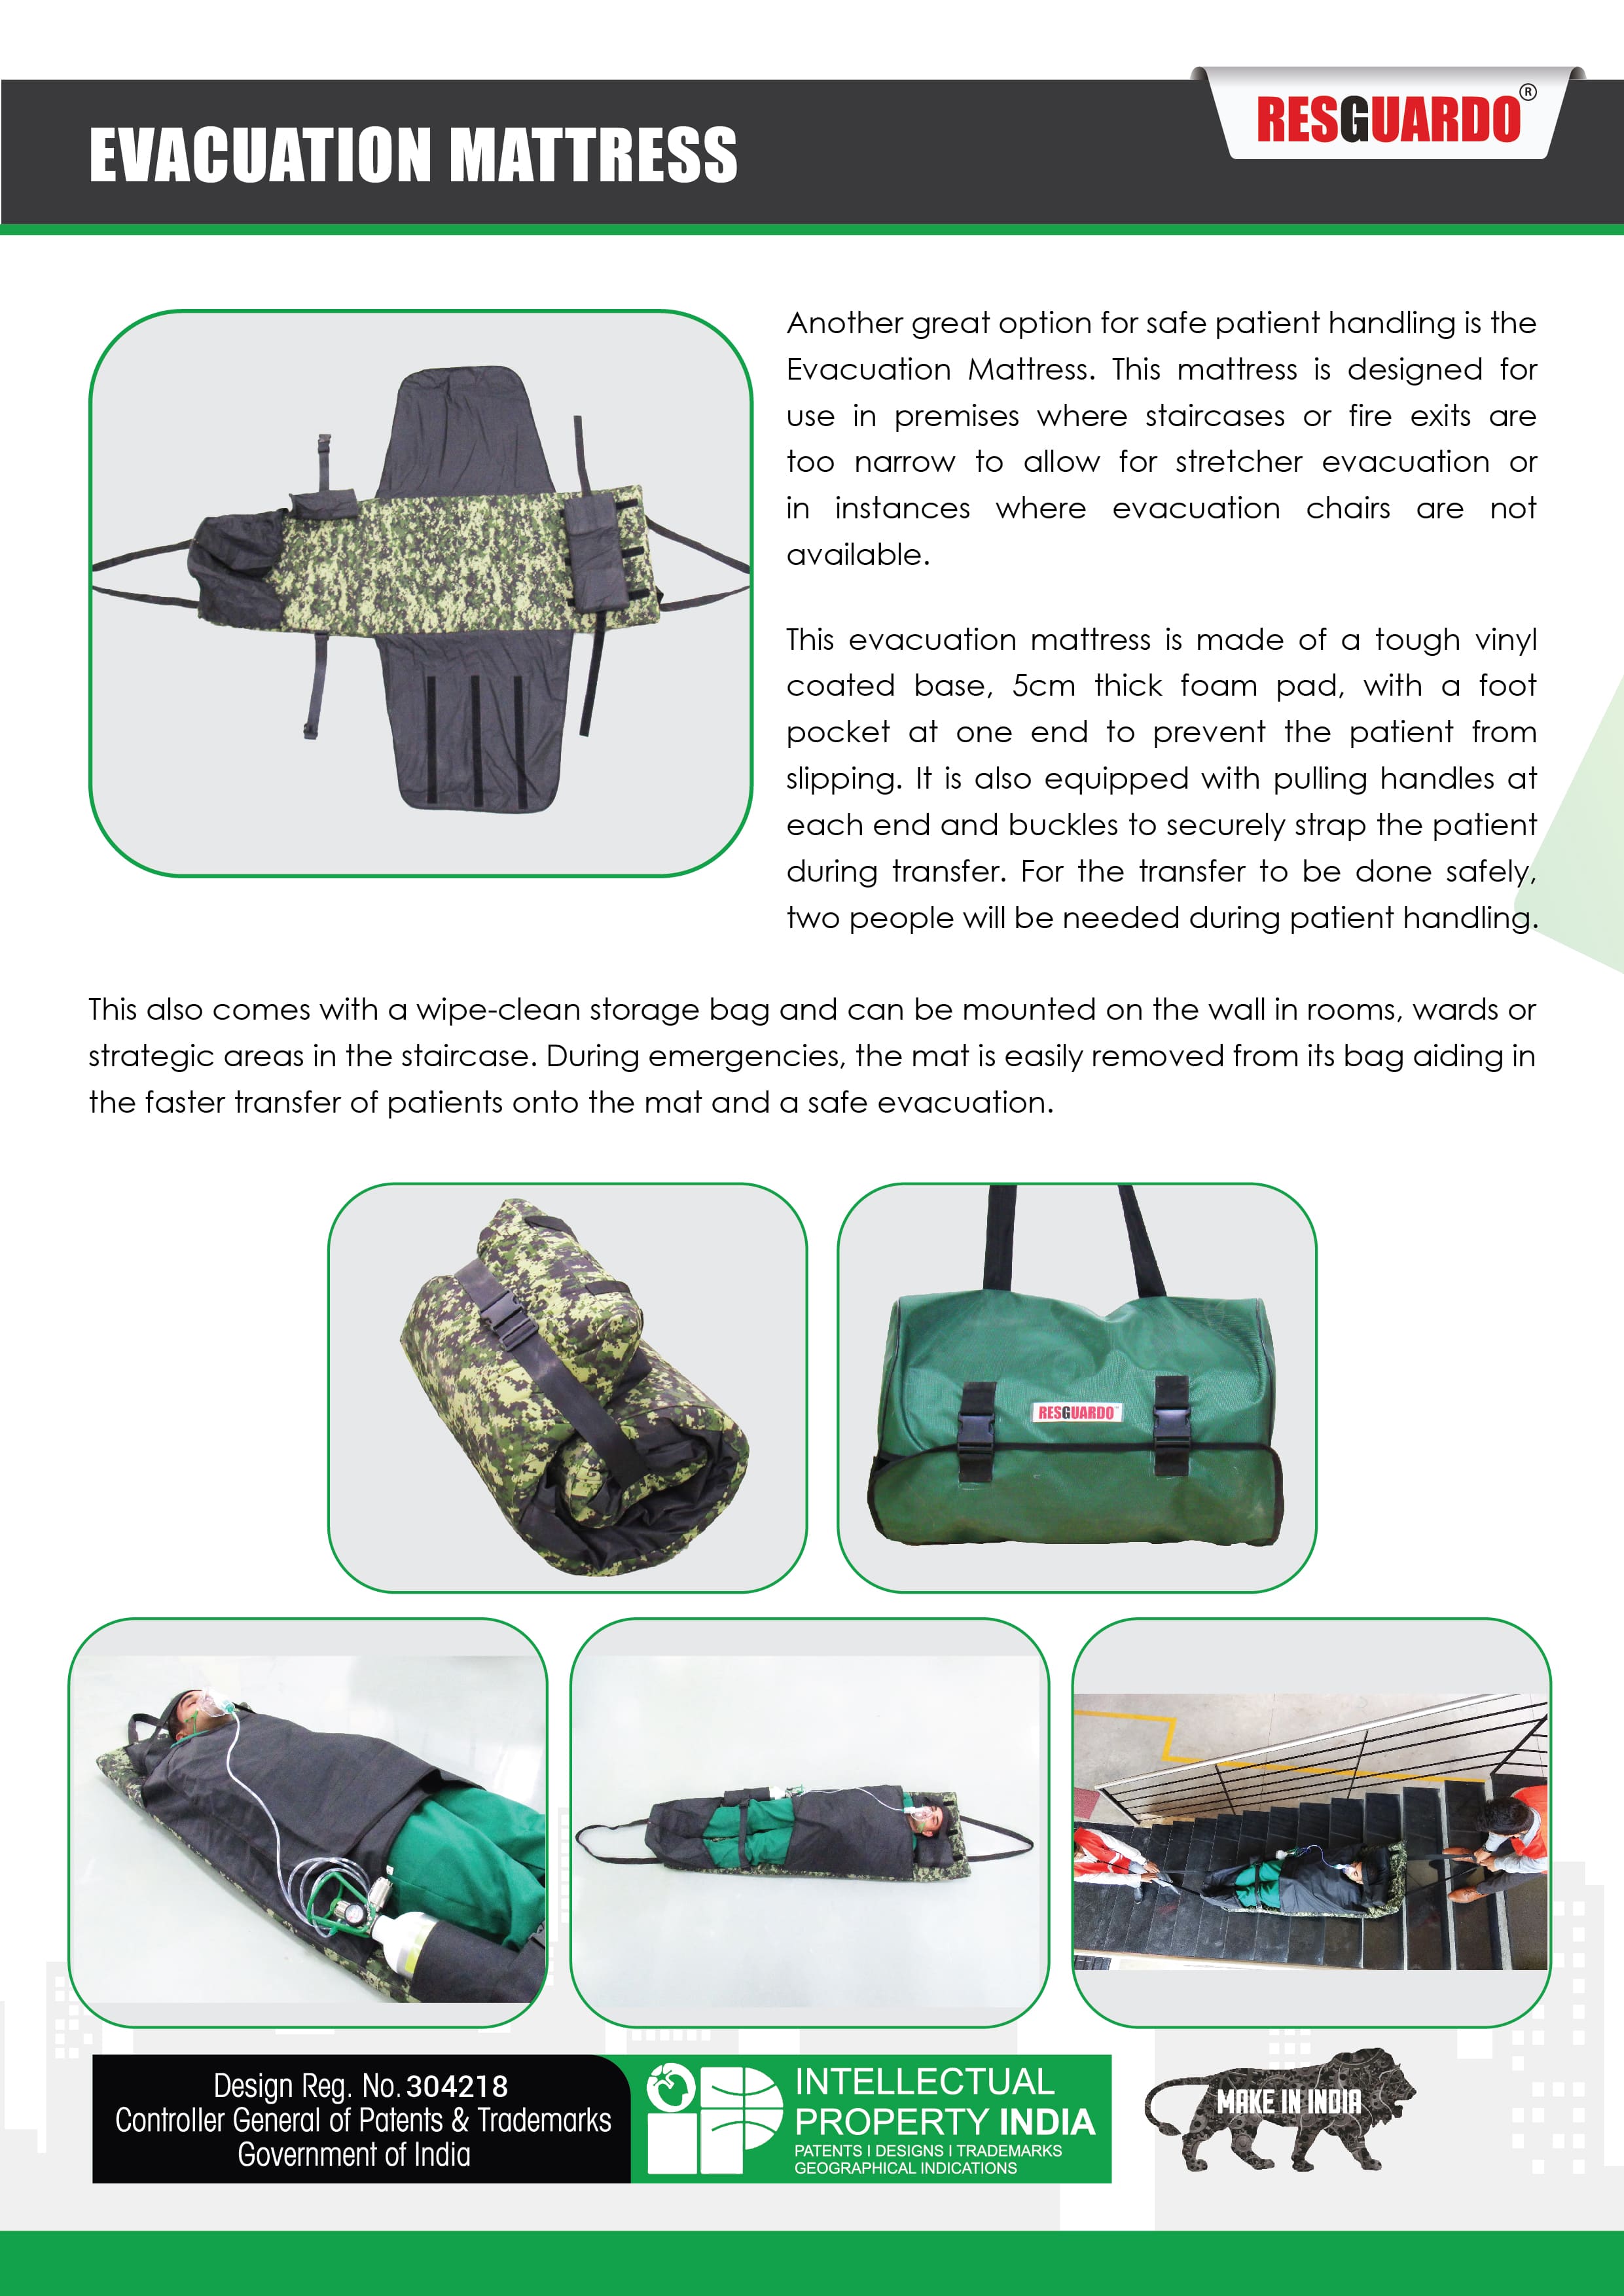 RESGUARDO®
EVACUATION MATTRESS
Another great option for safe patient handling is the
Evacuation Mattress. This mattress is designed for
use in premises where staircases or fire exits are
too narrow to allow for stretcher evacuation or
in instances where evacuation chairs are not
available.
This evacuation mattress is made of a tough vinyl
coated base, 5cm thick foam pad, with a foot
pocket at one end to prevent the patient from
slipping. It is also equipped with pulling handles at
each end and buckles to securely strap the patient
during transfer. For the transfer to be done safely,
two people will be needed during patient handling.
This also comes with a wipe-clean storage bag and can be mounted on the wall in rooms, wards or
strategic areas in the staircase. During emergencies, the mat is easily removed from its bag aiding in
the faster transfer of patients onto the mat and a safe evacuation.
RESGUARDO™
Design Reg. No. 304218
Controller General of Patents & Trademarks
Government of India
INTELLECTUAL
PROPERTY INDIA
PATENTS I DESIGNS I TRADEMARKS
GEOGRAPHICAL INDICATIONS
MAKE IN INDIA